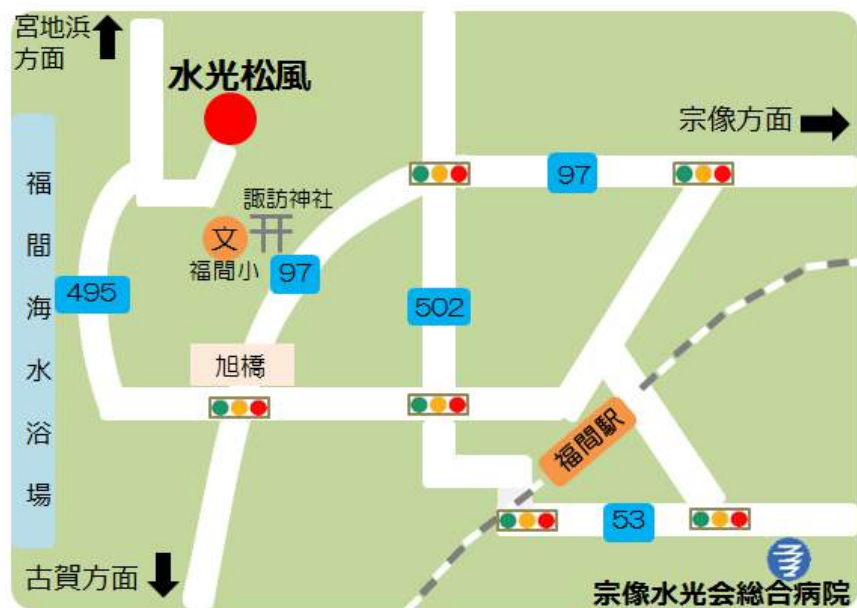 宮地浜
方面
水光松風
宗像方面
97
諏訪神社
文
福間小
97
495
502
福間海水浴場
旭橋
福間駅
53
古賀方面
宗像水光会総合病院